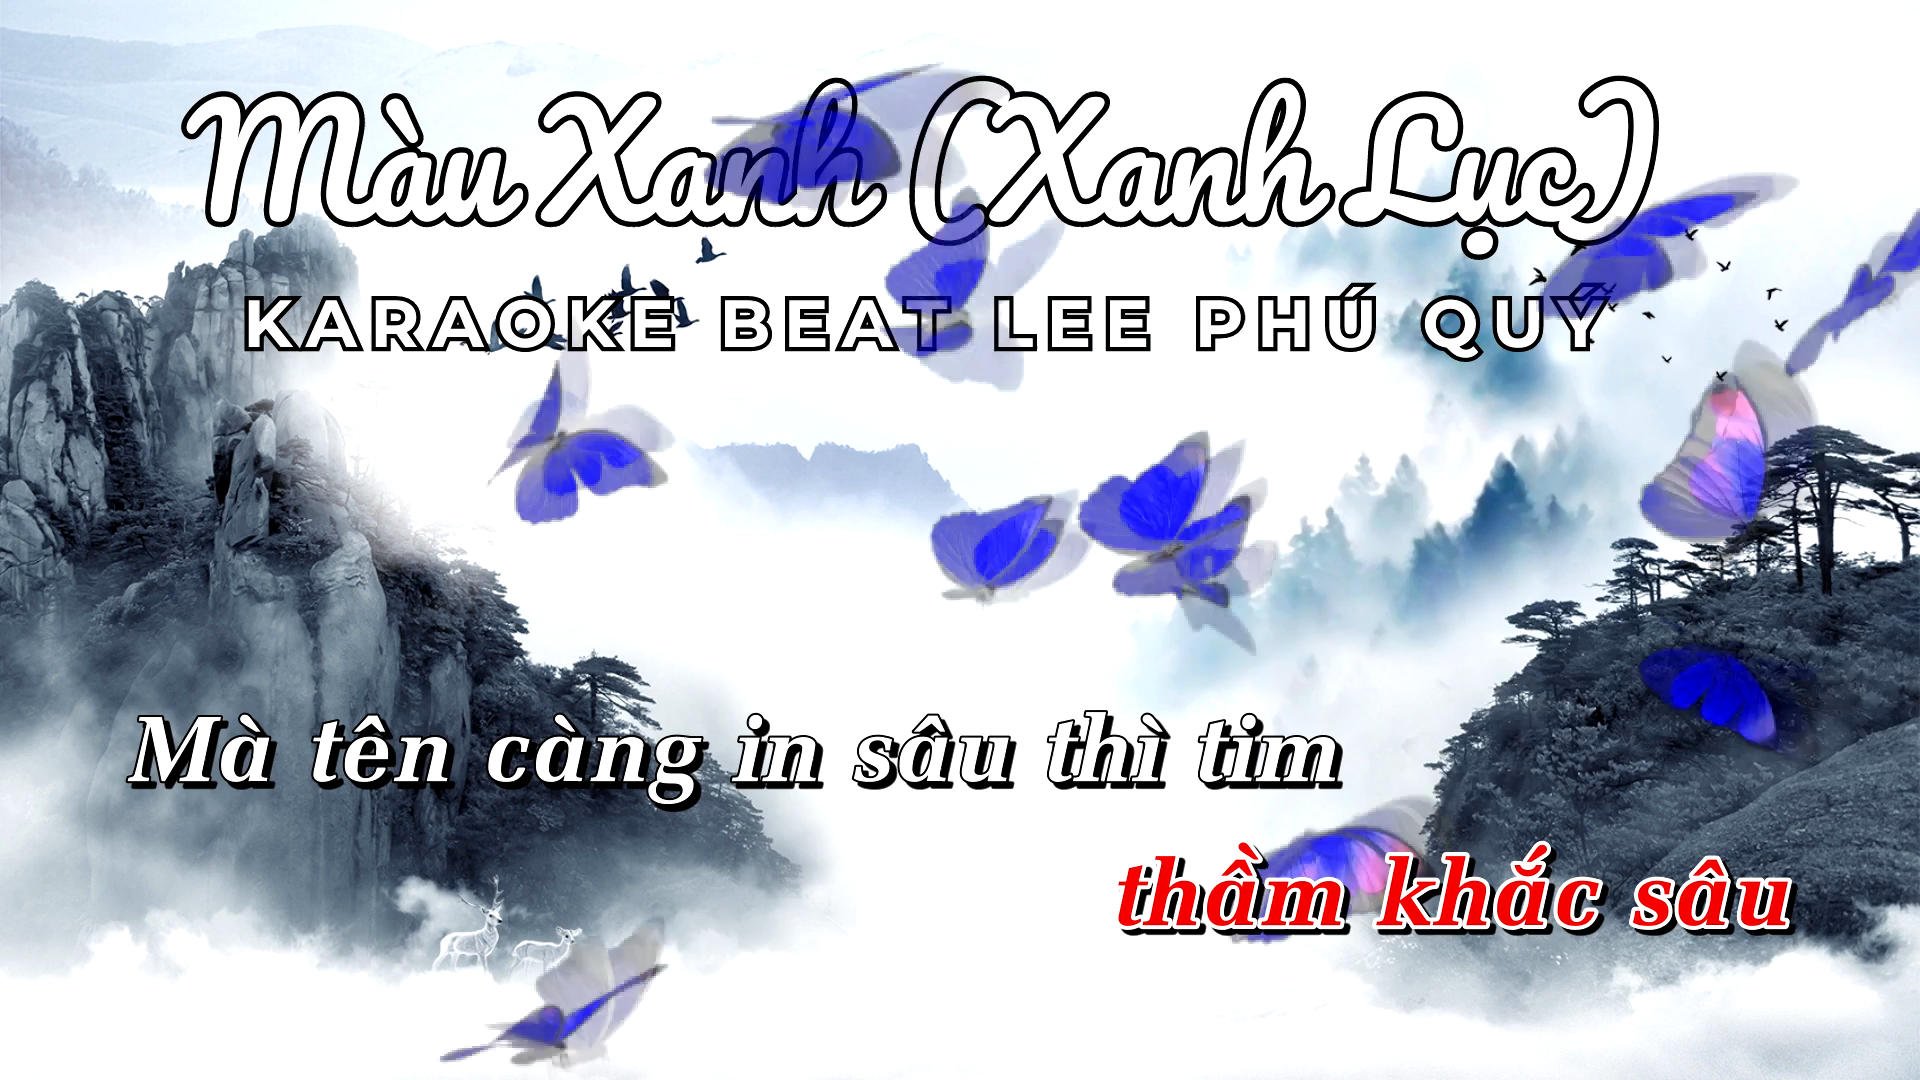 Màu Xanh (Xanh Lục)
KARAOKE BEAT LEE PHÚ QUÝ
Mà tên càng in sâu thì tim
thầm khắc sâu